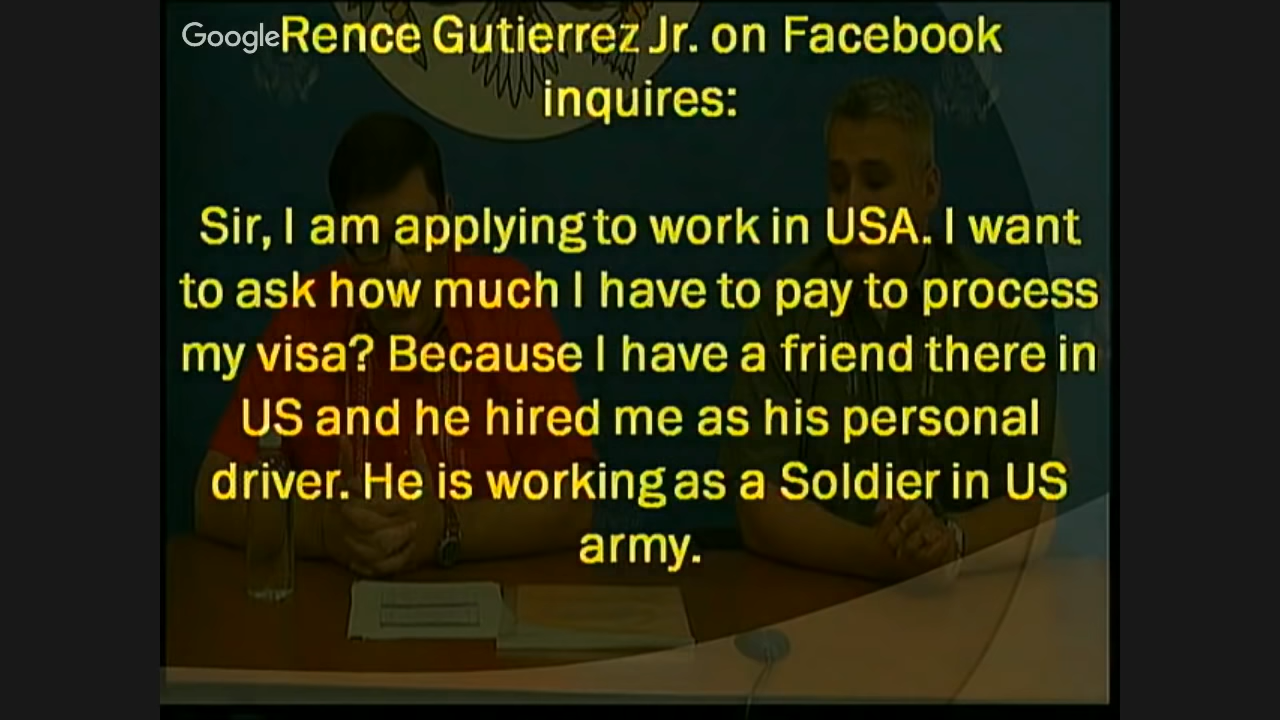 Google
Rence Gutierrez Jr. on Facebook
inquires:
Sir, I am applying to work in USA. I want
to ask how much I have to pay to process
my visa? Because I have a friend there in
US and he hired me as his personal
driver. He is working as a Soldier in US
army.